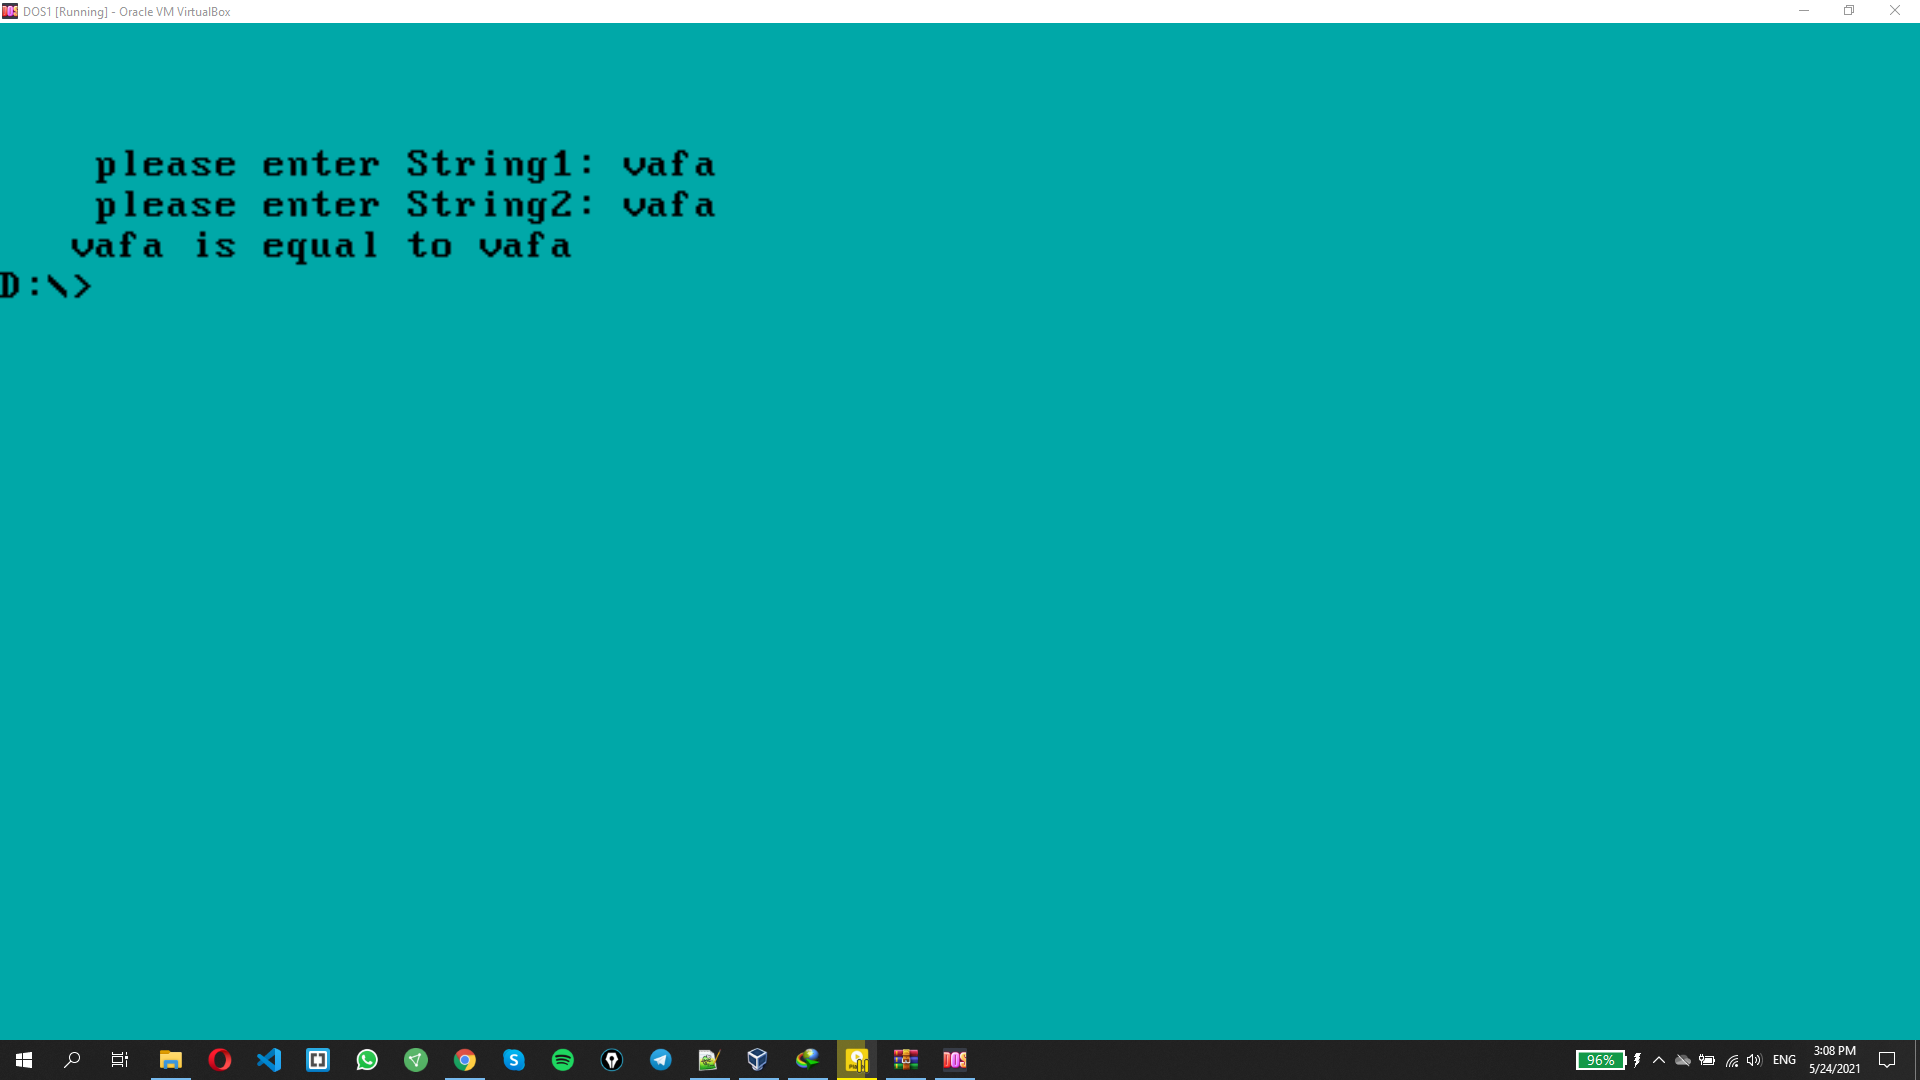 DOS1 [Running] - Oracle VM VirtualBox
please enter String1: vafa
please enter String2: vafa
vafa is equal to vafa
D:\>
96% ENG 3:08 PM
5/24/2021
DOS